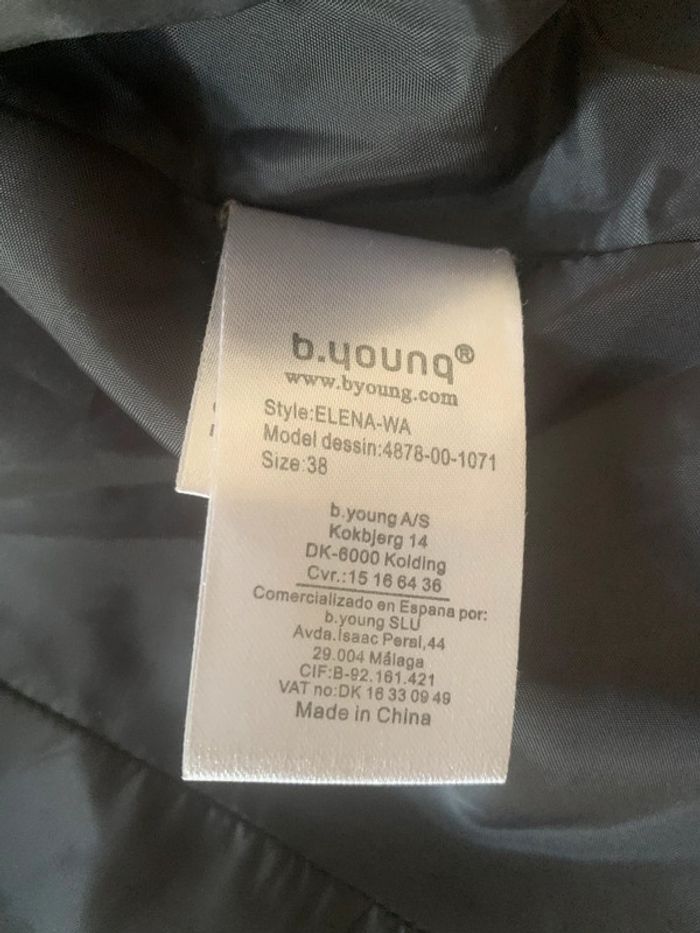 b.young®
www.byoung.com
Style:ELENA-WA
Model dessin:4878-00-1071
Size:38
b.young A/S
Kokbjerg 14
DK-6000 Kolding
Cvr.:15 16 64 36
Comercializado en Espana por:
b.young SLU
Avda.Isaac Peral,44
29.004 Málaga
CIF:B-92.161.421
VAT no:DK 16 33 09 49
Made in China